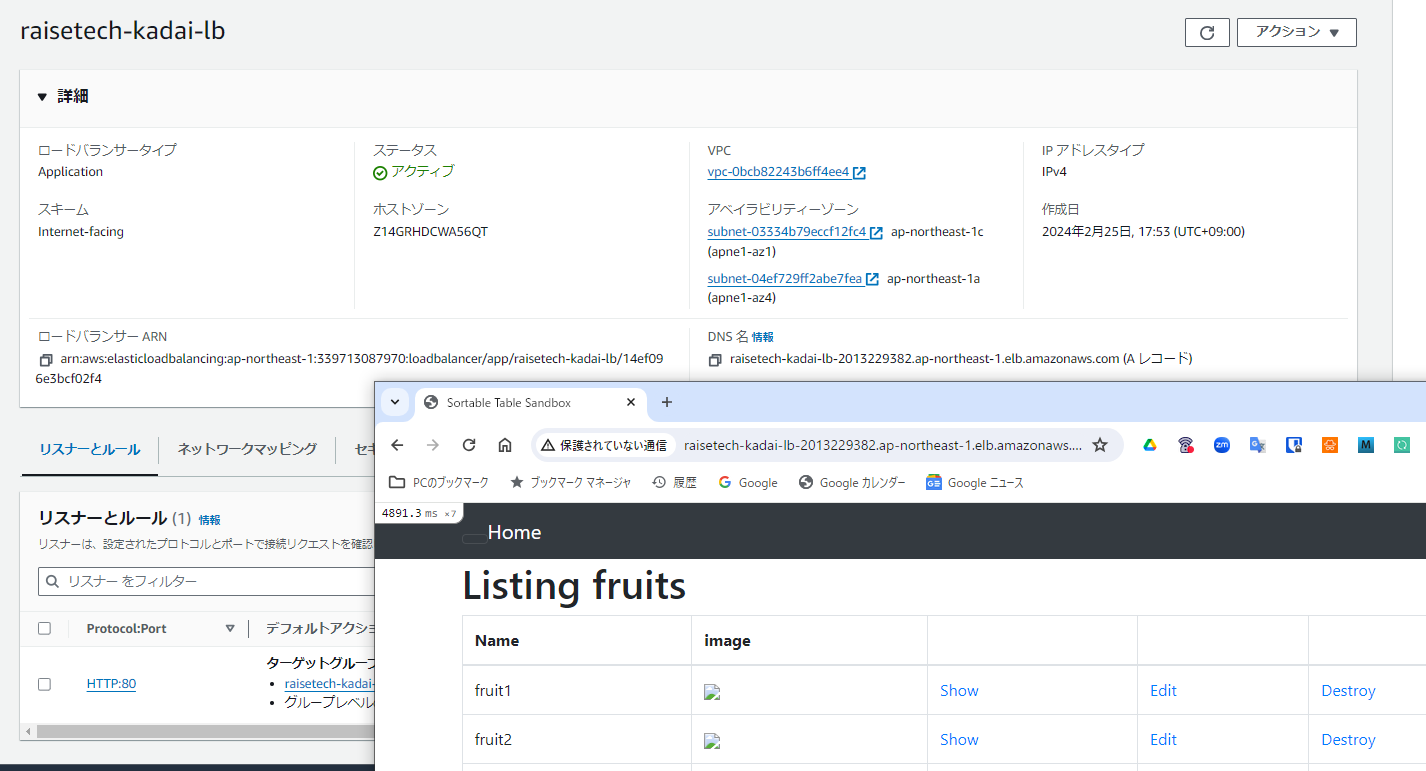 raisetech-kadai-lb
アクション ▼
▼ 詳細
ロードバランサータイプ
Application
ステータス
アクティブ
VPC
vpc-0bcb82243b6ff4ee4
IP アドレスタイプ
IPv4
スキーム
Internet-facing
ホストゾーン
Z14GRHDCWA56QT
アベイラビリティーゾーン
subnet-03334b79eccf12fc4 ap-northeast-1c
(apne1-az1)
subnet-04ef729ff2abe7fea ap-northeast-1a
(apne1-az4)
作成日
2024年2月25日, 17:53 (UTC+09:00)
ロードバランサー ARN
arn:aws:elasticloadbalancing:ap-northeast-1:339713087970:loadbalancer/app/raisetech-kadai-lb/14ef09
6e3bcf02f4
DNS 名 情報
raisetech-kadai-lb-2013229382.ap-northeast-1.elb.amazonaws.com (A レコード)
リスナーとルール
ネットワークマッピング
セキ
リスナーとルール (1) 情報
リスナーは、設定されたプロトコルとポートで接続リクエストを確認
リスナー をフィルター
Protocol:Port
デフォルトアクショ
HTTP:80
ターゲットグループ
• raisetech-kadai-
• グループレベル
Sortable Table Sandbox
保護されていない通信
raisetech-kadai-lb-2013229382.ap-northeast-1.elb.amazonaws....
zm
M
PCのブックマーク
ブックマーク マネージャ
履歴
Google
Google カレンダー
Google ニュース
4891.3 ms ×7
Home
Listing fruits
Name image
fruit1 Show Edit Destroy
fruit2 Show Edit Destroy